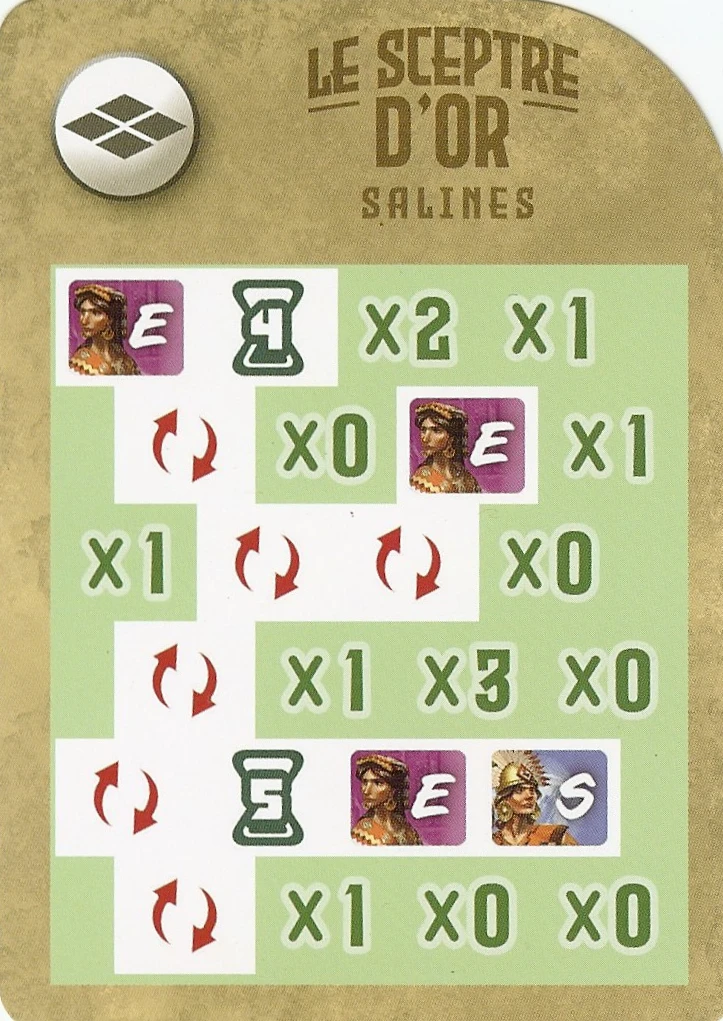 LE SCEPTRE
D'OR
SALINES
E 4 X2 X1
X0 E X1
X1 X0
X1 X3 X0
5 E S
X1 X0 X0